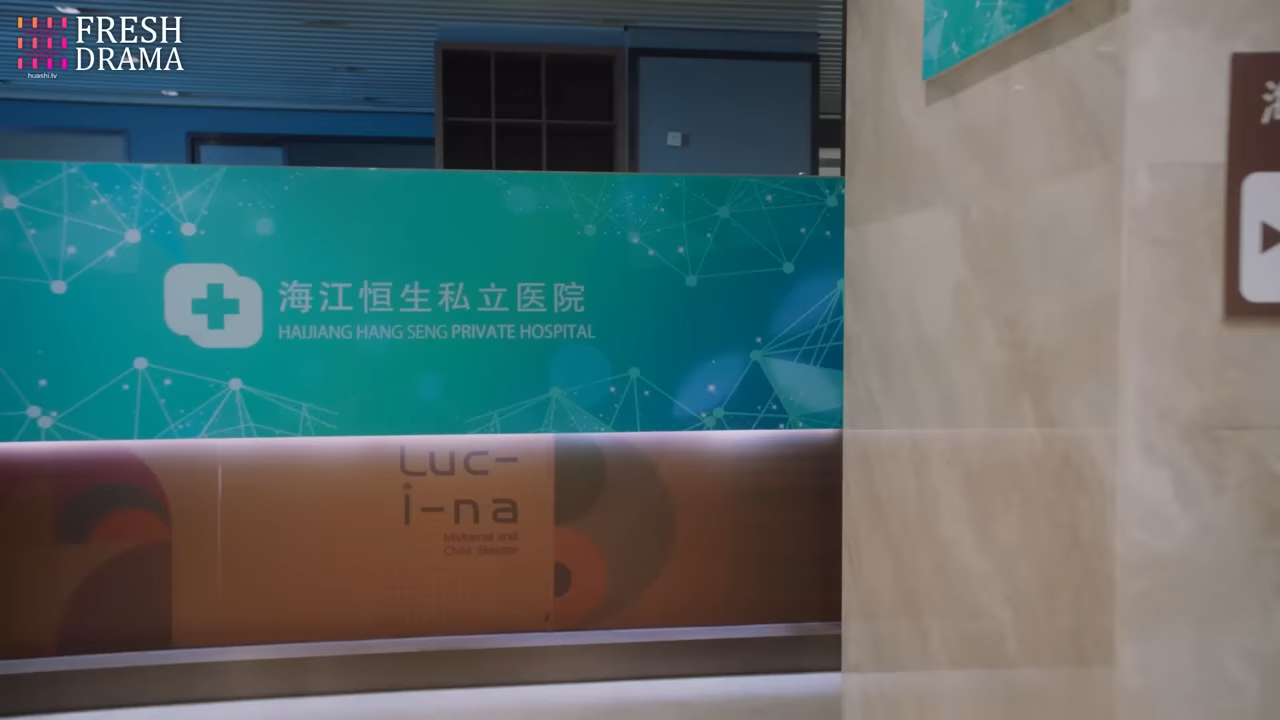 FRESH
DRAMA
huashi.tv
海江恒生私立医院
HAIJIANG HANG SENG PRIVATE HOSPITAL
Luc-
i-na
Maternal and
Child